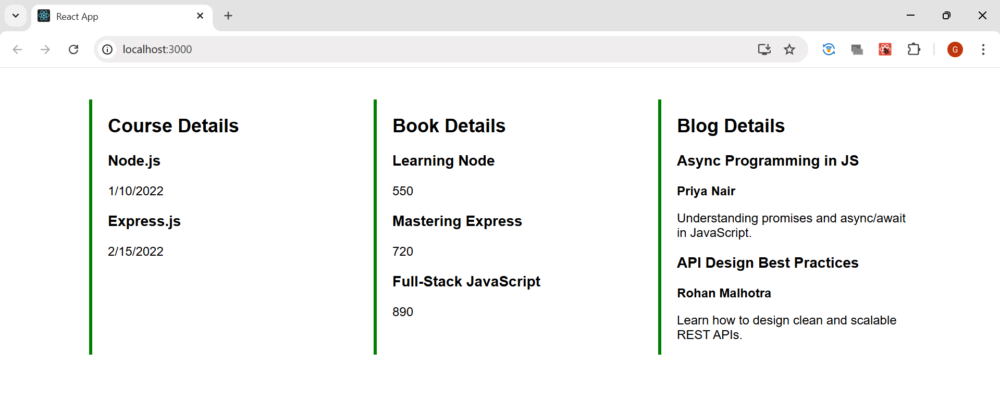 React App
localhost:3000
G
Course Details
Node.js
1/10/2022
Express.js
2/15/2022
Book Details
Learning Node
550
Mastering Express
720
Full-Stack JavaScript
890
Blog Details
Async Programming in JS
Priya Nair
Understanding promises and async/await
in JavaScript.
API Design Best Practices
Rohan Malhotra
Learn how to design clean and scalable
REST APIs.